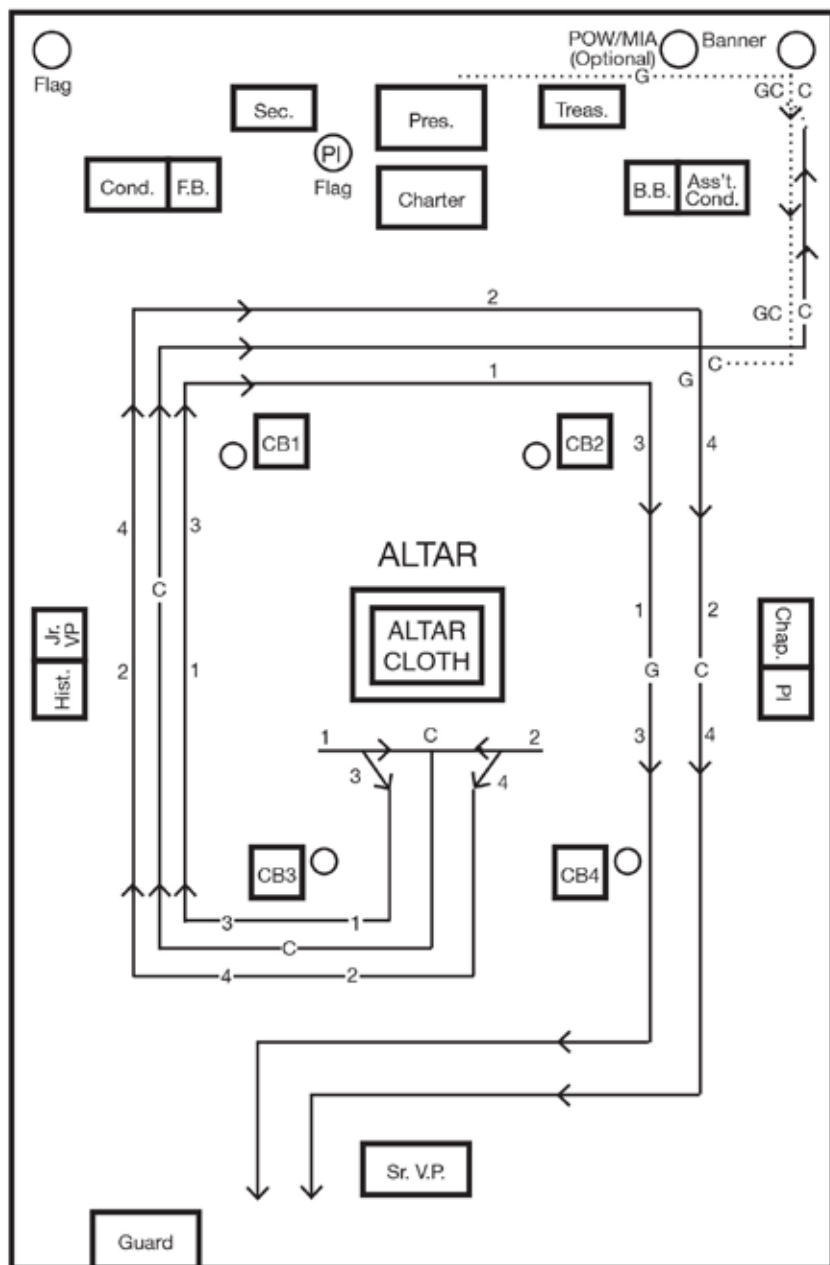 POW/MIA
(Optional)
Banner
Flag
G
GC
C
Sec.
Pres.
Treas.
PI
Flag
Cond.
F.B.
Charter
B.B.
Ass't.
Cond.
2
GC
C
1
C
G
CB1
CB2
3
4
4
3
ALTAR
C
1
2
ALTAR
CLOTH
Jr.
VP
Hist.
Chap.
PI
2
1
G
C
1
C
2
3
4
3
4
CB3
CB4
3
1
C
4
2
Sr. V.P.
Guard